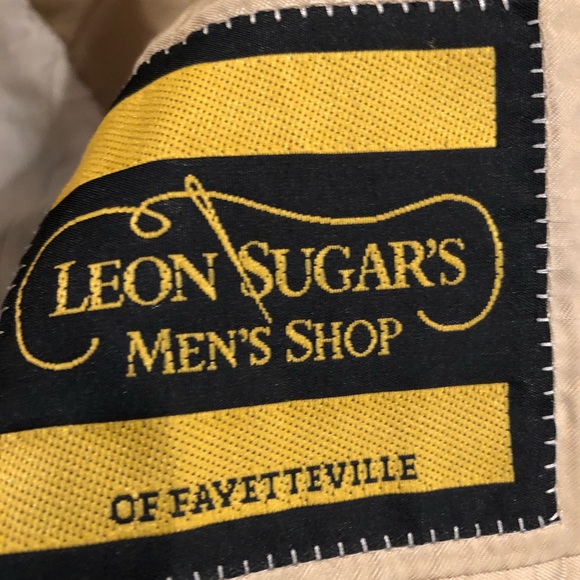 LEON SUGAR'S
MEN'S SHOP
OF FAYETTEVILLE